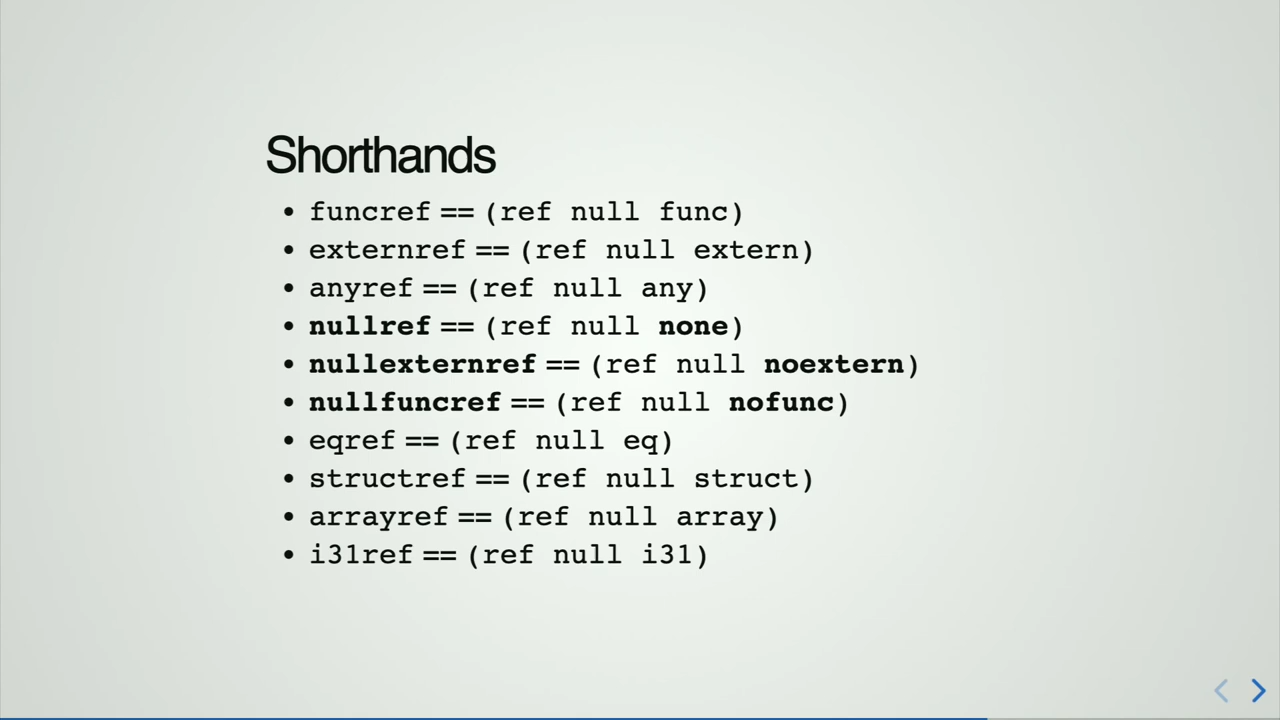 Shorthands
• funcref == (ref null func)
• externref == (ref null extern)
• anyref == (ref null any)
• nullref == (ref null none)
• nullexternref == (ref null noextern)
• nullfuncref == (ref null nofunc)
• eqref == (ref null eq)
• structref == (ref null struct)
• arrayref == (ref null array)
• i31ref == (ref null i31)